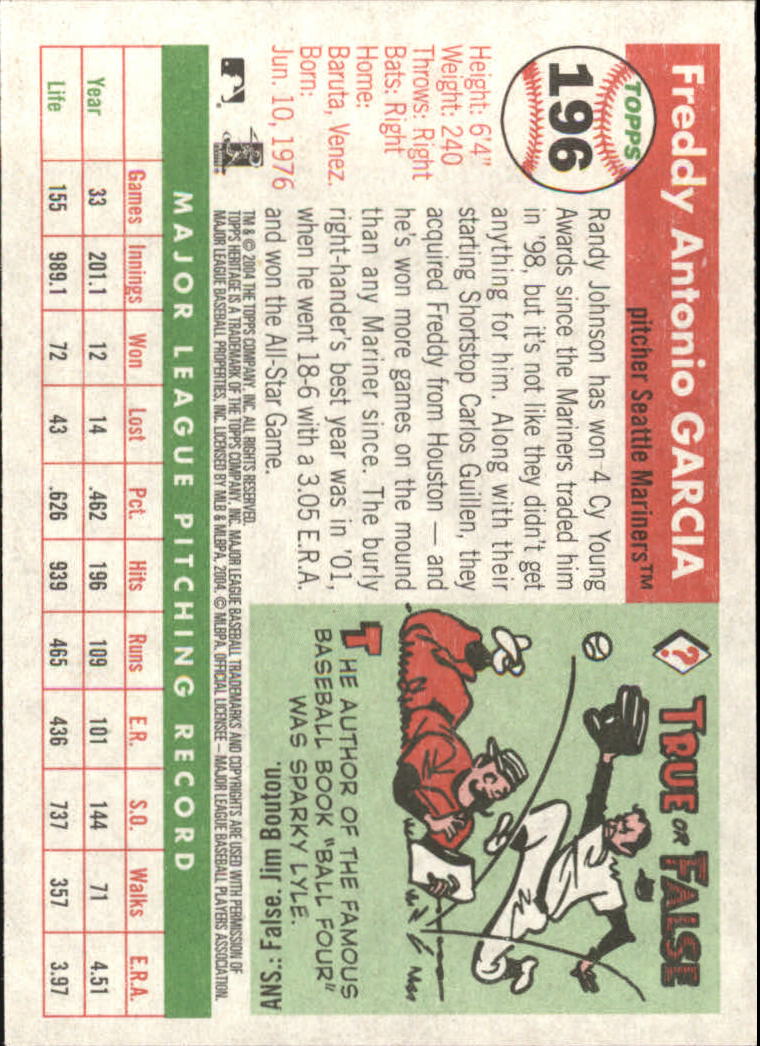 Freddy Antonio GARCIA
pitcher Seattle Mariners™
TOPPS
196
Height: 6'4"
Weight: 240
Throws: Right
Bats: Right
Home:
Baruta, Venez.
Born:
Jun. 10, 1976
Randy Johnson has won 4 Cy Young
Awards since the Mariners traded him
in '98, but it's not like they didn't get
anything for him. Along with their
starting Shortstop Carlos Guillen, they
acquired Freddy from Houston — and
he's won more games on the mound
than any Mariner since. The burly
right-hander's best year was in '01,
when he went 18-6 with a 3.05 E.R.A.
and won the All-Star Game.
? TRUE OR FALSE
THE AUTHOR OF THE FAMOUS
BASEBALL BOOK "BALL FOUR"
WAS SPARKY LYLE.
ANS.: False. Jim Bouton.
TM & © 2004 THE TOPPS COMPANY, INC. ALL RIGHTS RESERVED.
TOPPS HERITAGE IS A TRADEMARK OF THE TOPPS COMPANY, INC. MAJOR LEAGUE BASEBALL TRADEMARKS AND COPYRIGHTS ARE USED WITH PERMISSION OF
MAJOR LEAGUE BASEBALL PROPERTIES, INC. LICENSED BY MLB & MLBPA, 2004. © MLBPA, OFFICIAL LICENSEE – MAJOR LEAGUE BASEBALL PLAYERS ASSOCIATION.
MAJOR LEAGUE PITCHING RECORD
Games Innings Won Lost Pct. Hits Runs E.R. S.O. Walks E.R.A.
Year 33 201.1 12 14 .462 196 109 101 144 71 4.51
Life 155 989.1 72 43 .626 939 465 436 737 357 3.97